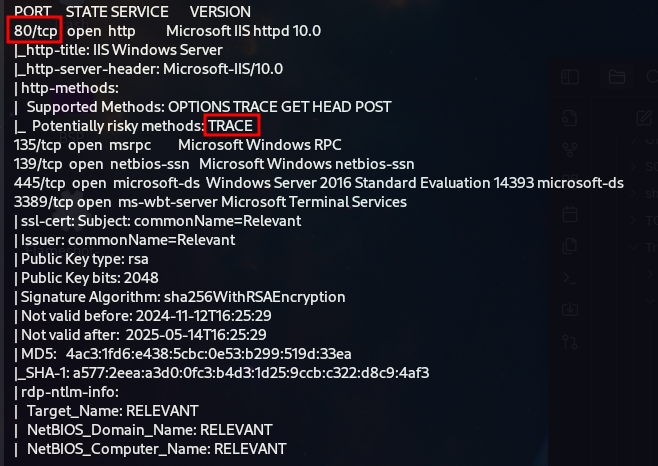 PORT STATE SERVICE VERSION
80/tcp open http Microsoft IIS httpd 10.0
|_http-title: IIS Windows Server
|_http-server-header: Microsoft-IIS/10.0
| http-methods:
| Supported Methods: OPTIONS TRACE GET HEAD POST
|_ Potentially risky methods: TRACE
135/tcp open msrpc Microsoft Windows RPC
139/tcp open netbios-ssn Microsoft Windows netbios-ssn
445/tcp open microsoft-ds Windows Server 2016 Standard Evaluation 14393 microsoft-ds
3389/tcp open ms-wbt-server Microsoft Terminal Services
| ssl-cert: Subject: commonName=Relevant
| Issuer: commonName=Relevant
| Public Key type: rsa
| Public Key bits: 2048
| Signature Algorithm: sha256WithRSAEncryption
| Not valid before: 2024-11-12T16:25:29
| Not valid after: 2025-05-14T16:25:29
| MD5: 4ac3:1fd6:e438:5cbc:0e53:b299:519d:33ea
|_SHA-1: a577:2eea:a3d0:0fc3:b4d3:1d25:9ccb:c322:d8c9:4af3
| rdp-ntlm-info:
| Target_Name: RELEVANT
| NetBIOS_Domain_Name: RELEVANT
| NetBIOS_Computer_Name: RELEVANT